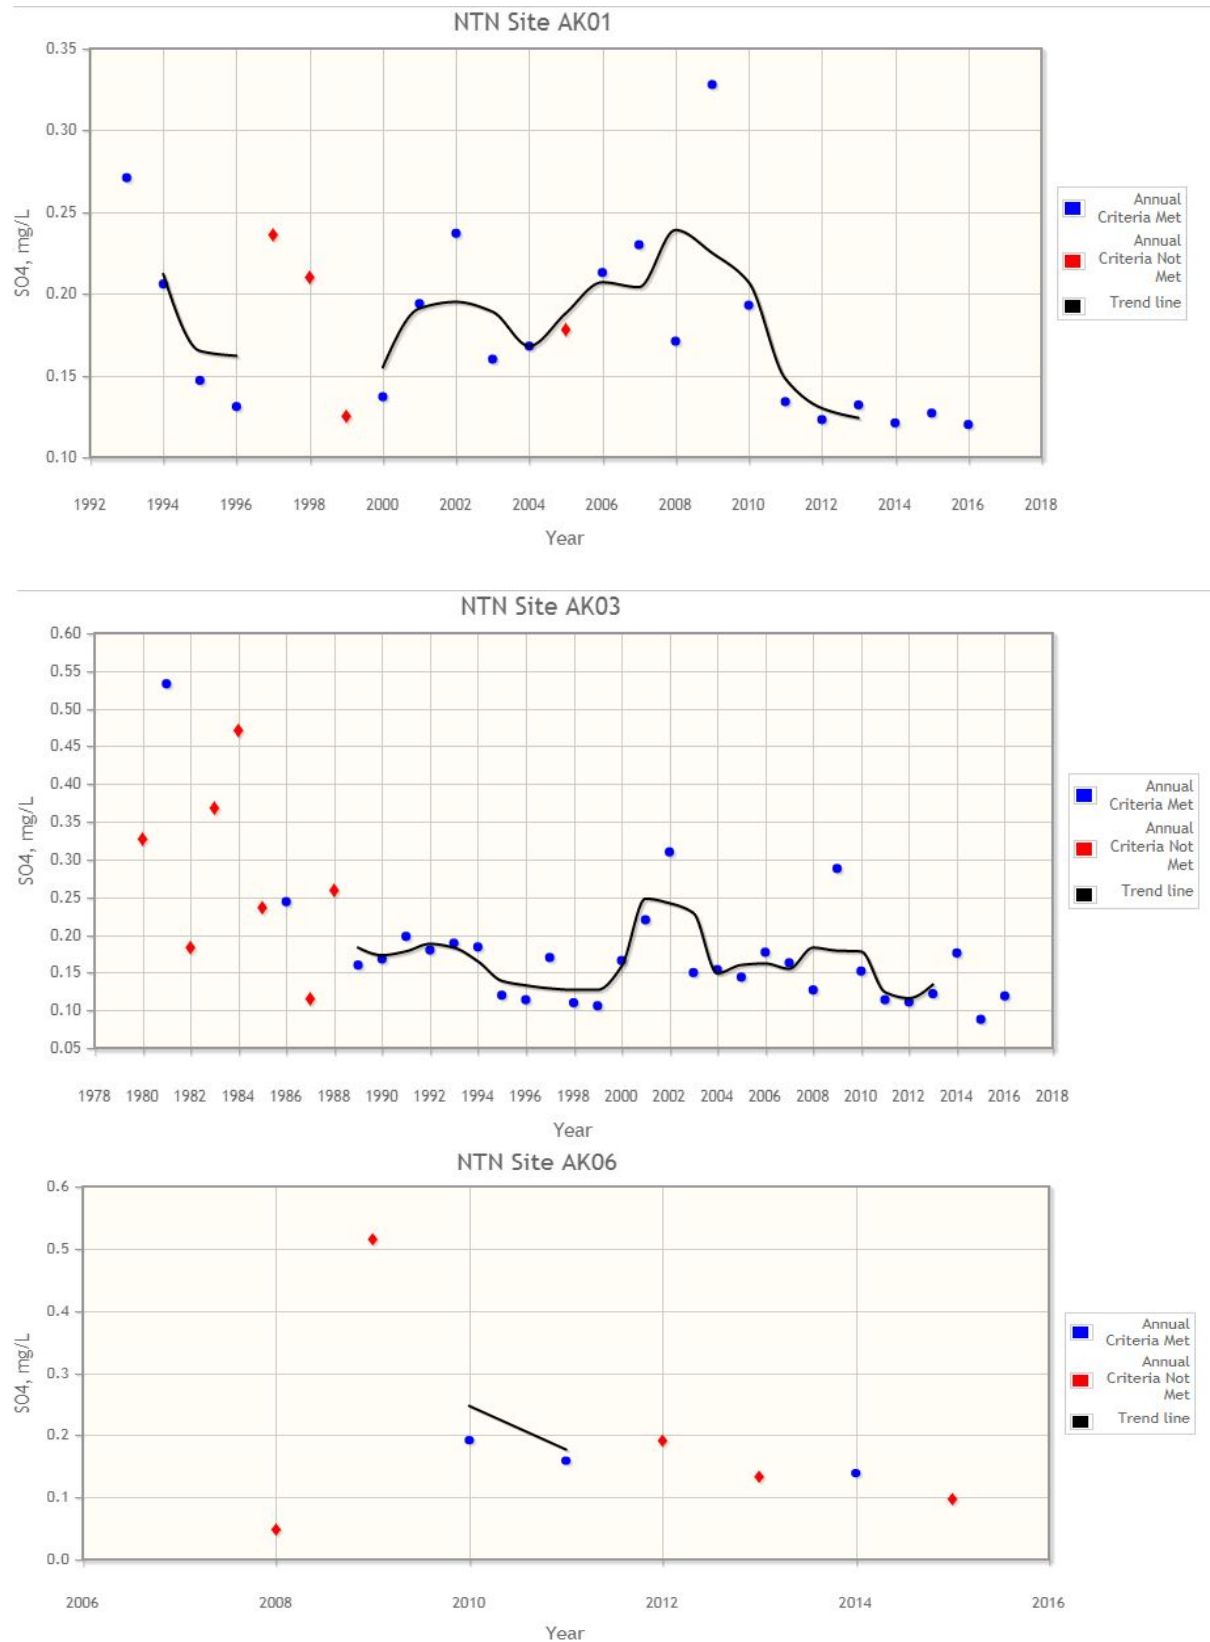 NTN Site AK01
0.35
0.30
0.25
0.20
0.15
0.10
SO4, mg/L
1992 1994 1996 1998 2000 2002 2004 2006 2008 2010 2012 2014 2016 2018
Year
Annual
Criteria Met
Annual
Criteria Not
Met
Trend line
NTN Site AK03
0.60
0.55
0.50
0.45
0.40
0.35
0.30
0.25
0.20
0.15
0.10
0.05
SO4, mg/L
1978 1980 1982 1984 1986 1988 1990 1992 1994 1996 1998 2000 2002 2004 2006 2008 2010 2012 2014 2016 2018
Year
Annual
Criteria Met
Annual
Criteria Not
Met
Trend line
NTN Site AK06
0.6
0.5
0.4
0.3
0.2
0.1
0.0
SO4, mg/L
2006 2008 2010 2012 2014 2016
Year
Annual
Criteria Met
Annual
Criteria Not
Met
Trend line